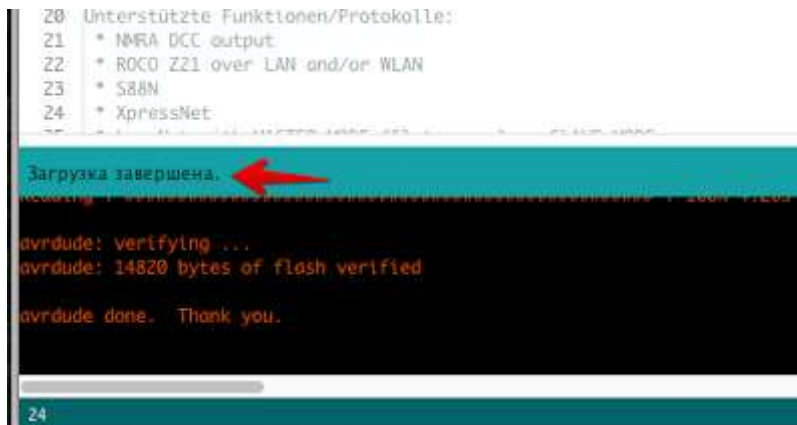 20 Unterstützte Funktionen/Protokolle:
21 * NMRA DCC output
22 * ROCO Z21 over LAN and/or WLAN
23 * S88N
24 * XpressNet
Загрузка завершена.
avrdude: verifying ...
avrdude: 14820 bytes of flash verified
avrdude done. Thank you.
24